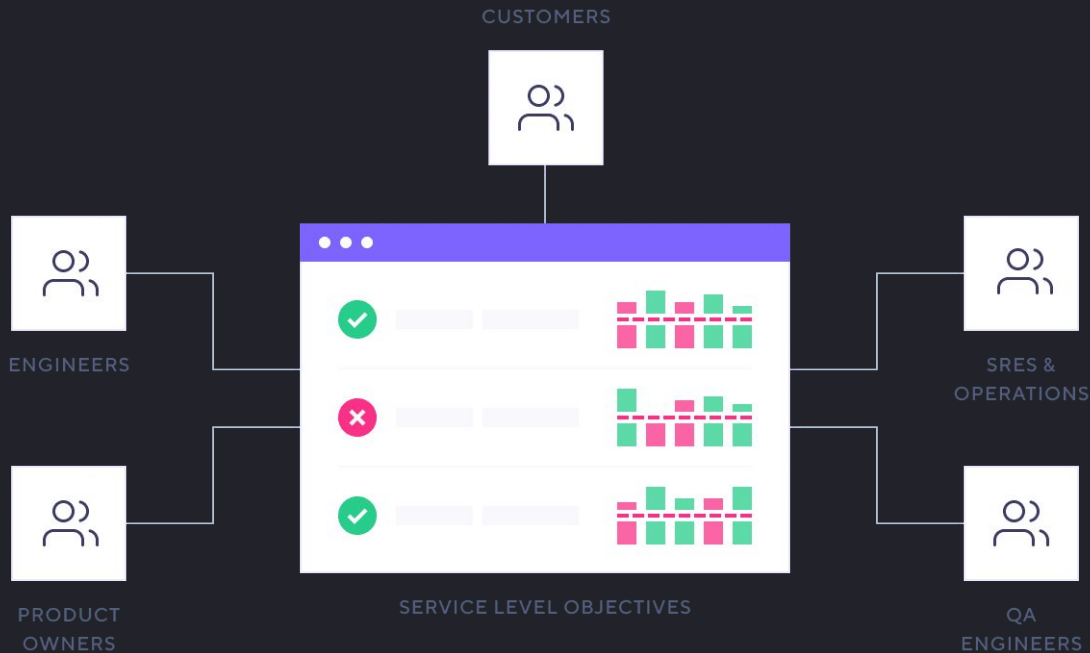 CUSTOMERS
ENGINEERS
SRES &
OPERATIONS
PRODUCT
OWNERS
SERVICE LEVEL OBJECTIVES
QA
ENGINEERS